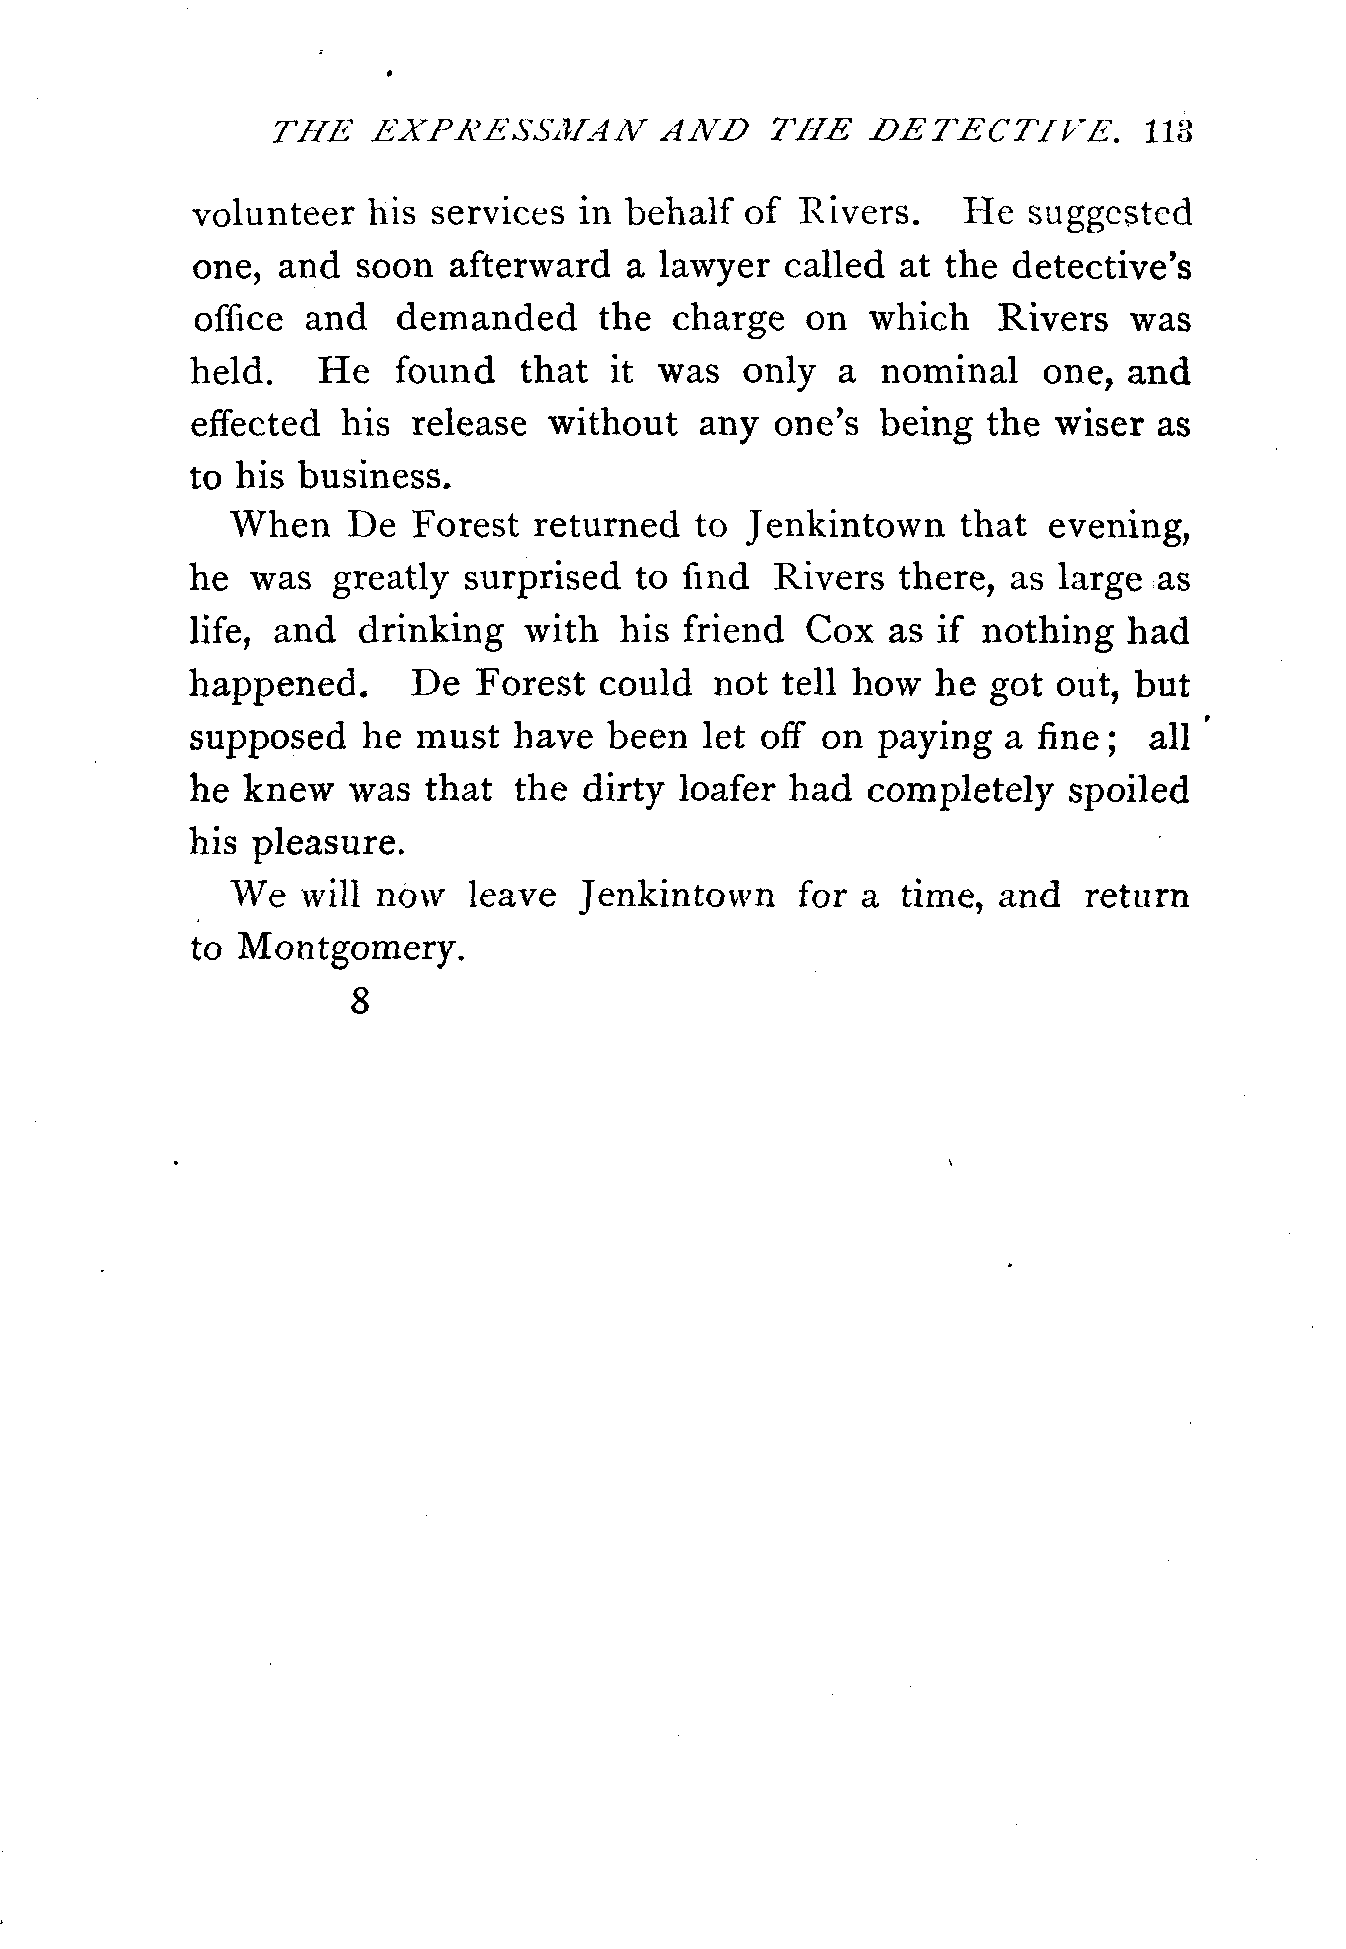 THE EXPRESSMAN AND THE DETECTIVE. 113
volunteer his services in behalf of Rivers. He suggested
one, and soon afterward a lawyer called at the detective's
office and demanded the charge on which Rivers was
held. He found that it was only a nominal one, and
effected his release without any one's being the wiser as
to his business.
When De Forest returned to Jenkintown that evening,
he was greatly surprised to find Rivers there, as large as
life, and drinking with his friend Cox as if nothing had
happened. De Forest could not tell how he got out, but
supposed he must have been let off on paying a fine; all
he knew was that the dirty loafer had completely spoiled
his pleasure.
We will now leave Jenkintown for a time, and return
to Montgomery.
8